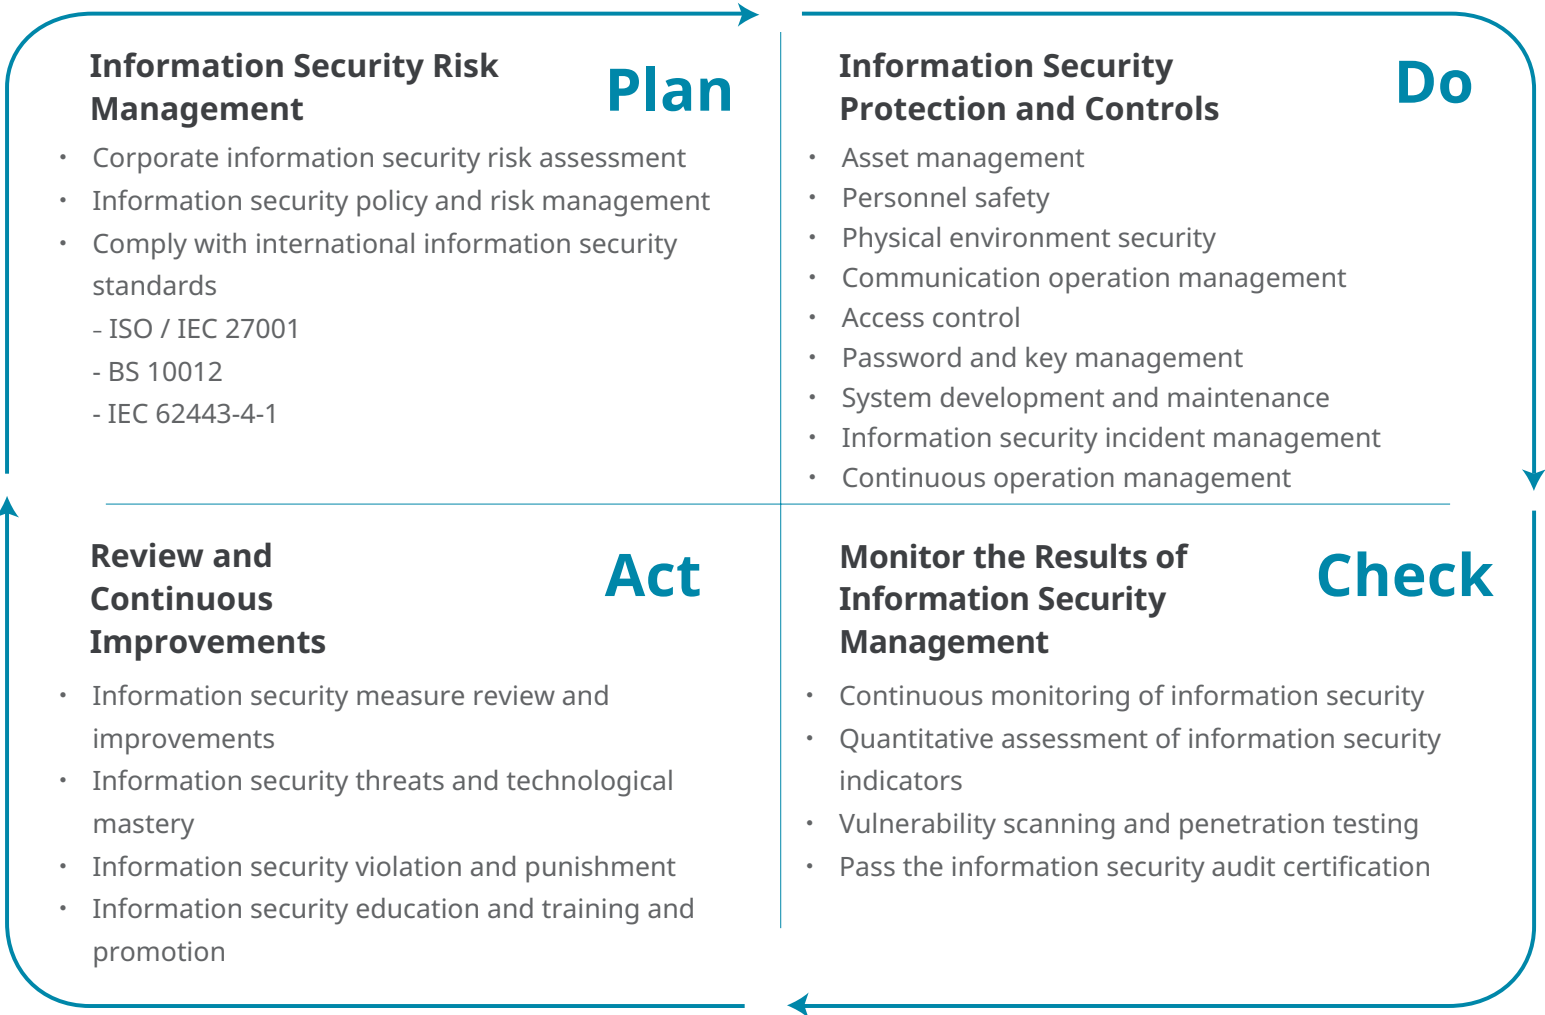 Information Security Risk
Management
Plan
• Corporate information security risk assessment
• Information security policy and risk management
• Comply with international information security
standards
– ISO / IEC 27001
- BS 10012
- IEC 62443-4-1
Information Security
Protection and Controls
Do
• Asset management
• Personnel safety
• Physical environment security
• Communication operation management
• Access control
• Password and key management
• System development and maintenance
• Information security incident management
• Continuous operation management
Review and
Continuous
Improvements
Act
• Information security measure review and
improvements
• Information security threats and technological
mastery
• Information security violation and punishment
• Information security education and training and
promotion
Monitor the Results of
Information Security
Management
Check
• Continuous monitoring of information security
• Quantitative assessment of information security
indicators
• Vulnerability scanning and penetration testing
• Pass the information security audit certification